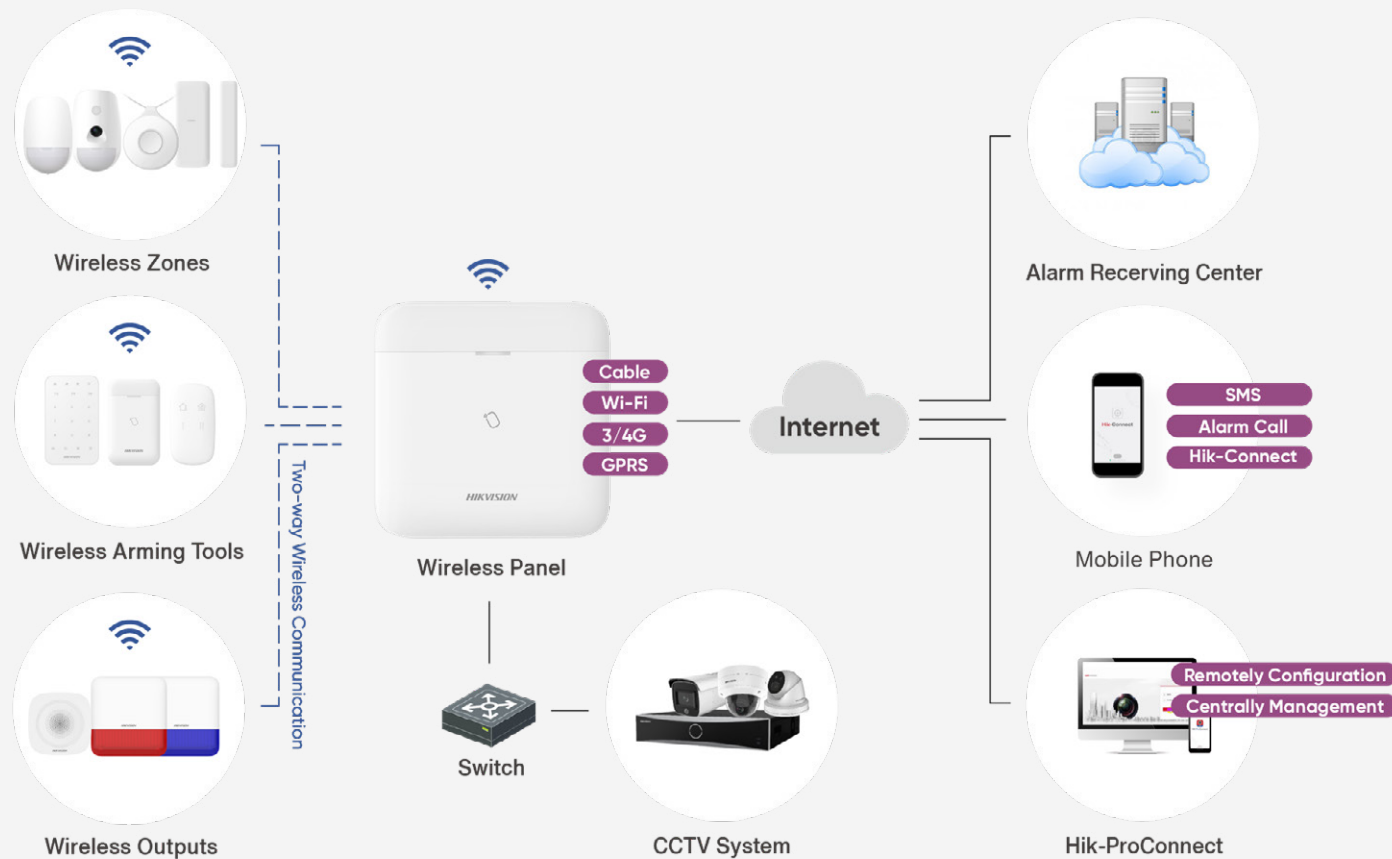 Wireless Zones
Wireless Arming Tools
Wireless Outputs
Two-way Wireless Communication
HIKVISION
Wireless Panel
Cable
Wi-Fi
3/4G
GPRS
Internet
Switch
CCTV System
Alarm Recerving Center
Hik-Connect
SMS
Alarm Call
Hik-Connect
Mobile Phone
Remotely Configuration
Centrally Management
Hik-ProConnect